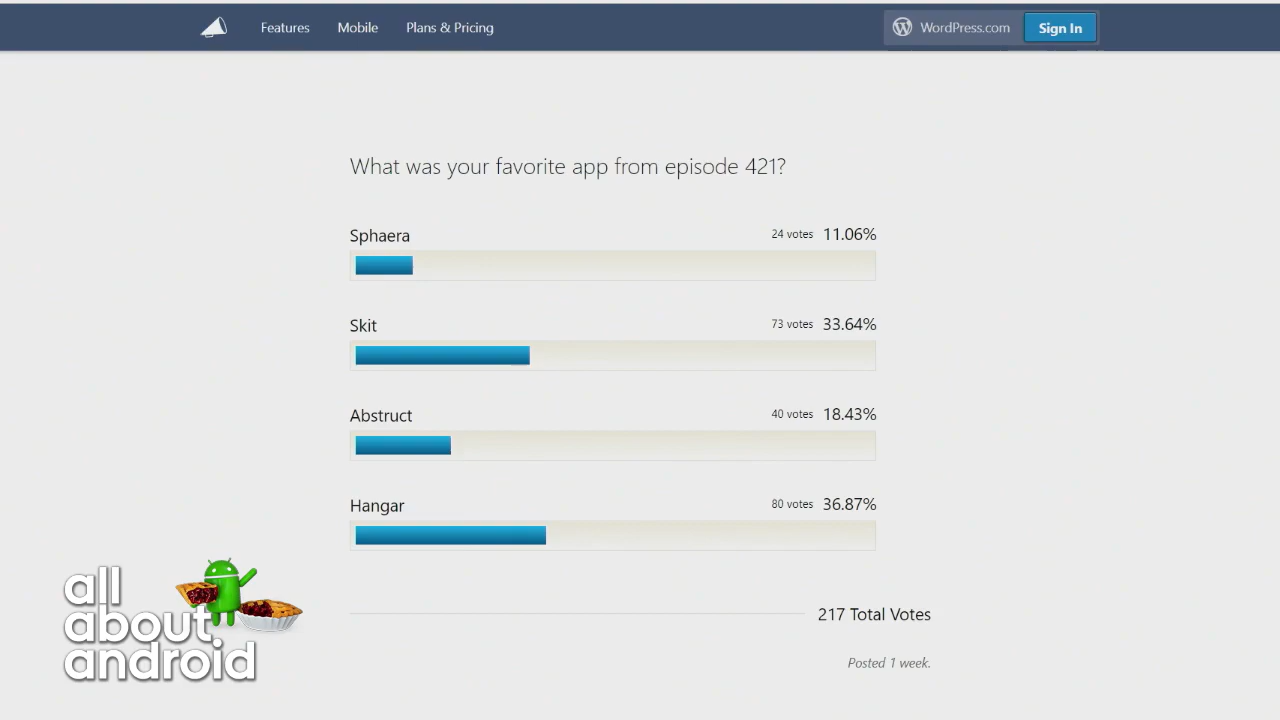 Features Mobile Plans & Pricing WordPress.com Sign In
What was your favorite app from episode 421?
Sphaera 24 votes 11.06%
Skit 73 votes 33.64%
Abstruct 40 votes 18.43%
Hangar 80 votes 36.87%
217 Total Votes
Posted 1 week.
all
about
android